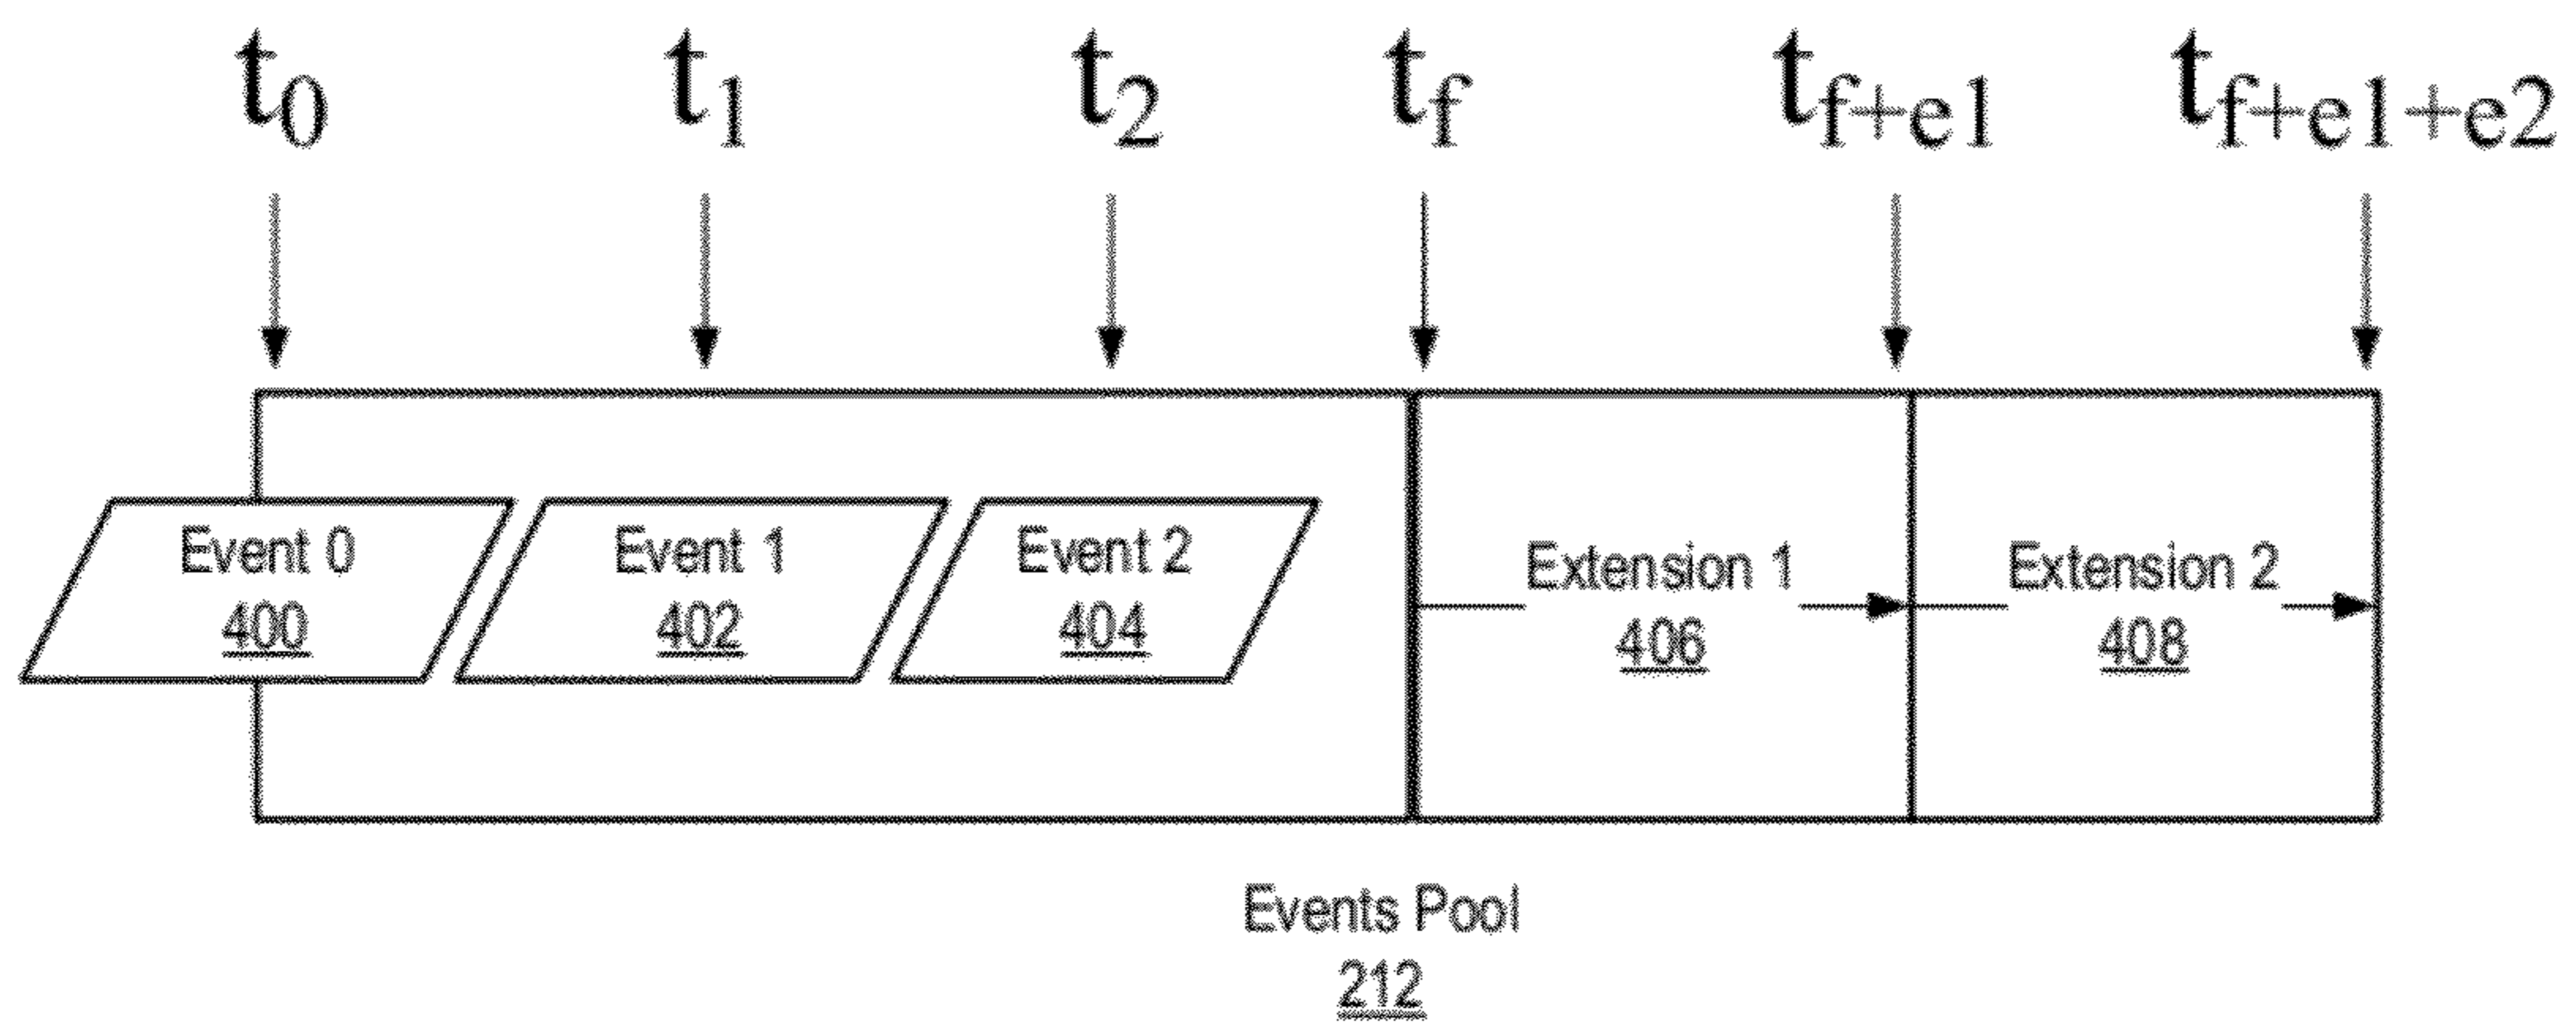 t0 t1 t2 tf tf+e1 tf+e1+e2
Event 0
400
Event 1
402
Event 2
404
Extension 1
406
Extension 2
408
Events Pool
212